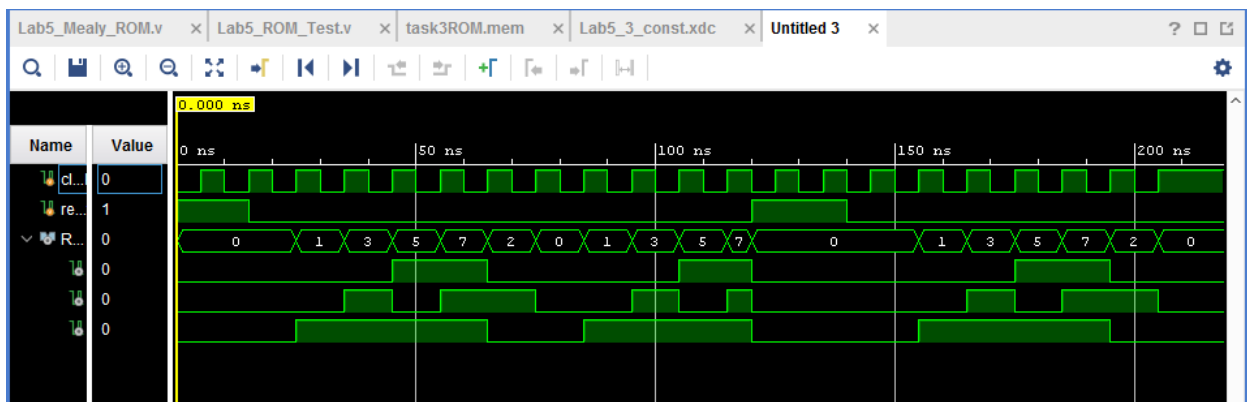 Lab5_Mealy_ROM.v × Lab5_ROM_Test.v × task3ROM.mem × Lab5_3_const.xdc × Untitled 3 × ?
0.000 ns
Name Value 0 ns 50 ns 100 ns 150 ns 200 ns
cl... 0
re... 1
R... 0 0 1 3 5 7 2 0 1 3 5 7 0 1 3 5 7 2 0
0
0
0